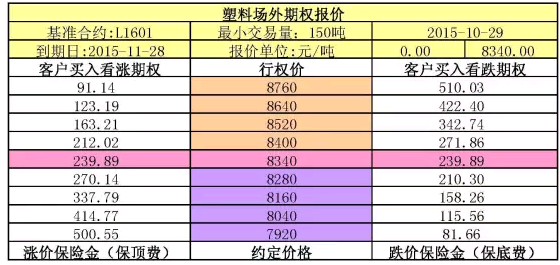 塑料场外期权报价
基准合约:L1601 最小交易量: 150吨 2015-10-29
到期日:2015-11-28 报价单位:元/吨 0.00 8340.00
客户买入看涨期权 行权价 客户买入看跌期权
91.14 8760 510.03
123.19 8640 422.40
163.21 8520 342.74
212.02 8400 271.86
239.89 8340 239.89
270.14 8280 210.30
337.79 8160 158.26
414.77 8040 115.56
500.55 7920 81.66
涨价保险金（保顶费） 约定价格 跌价保险金（保底费）